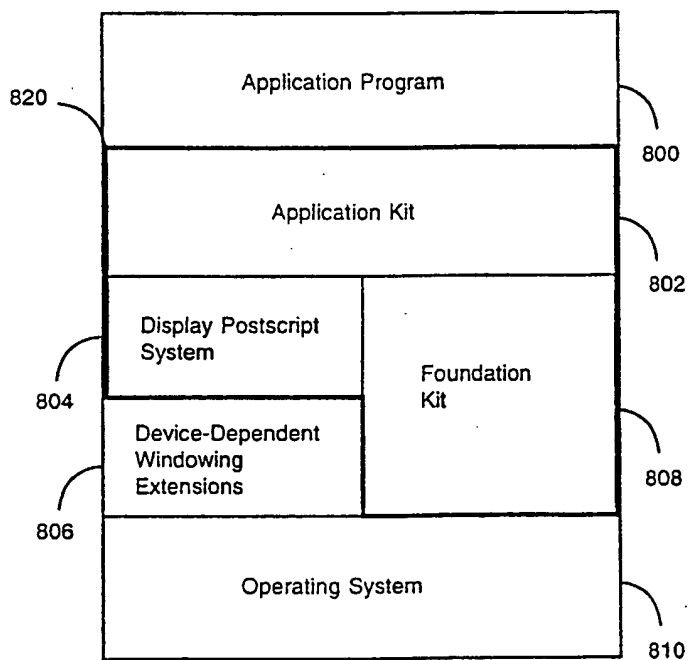 Application Program
820
800
Application Kit
802
Display Postscript
System
Foundation
Kit
804
Device-Dependent
Windowing
Extensions
808
806
Operating System
810